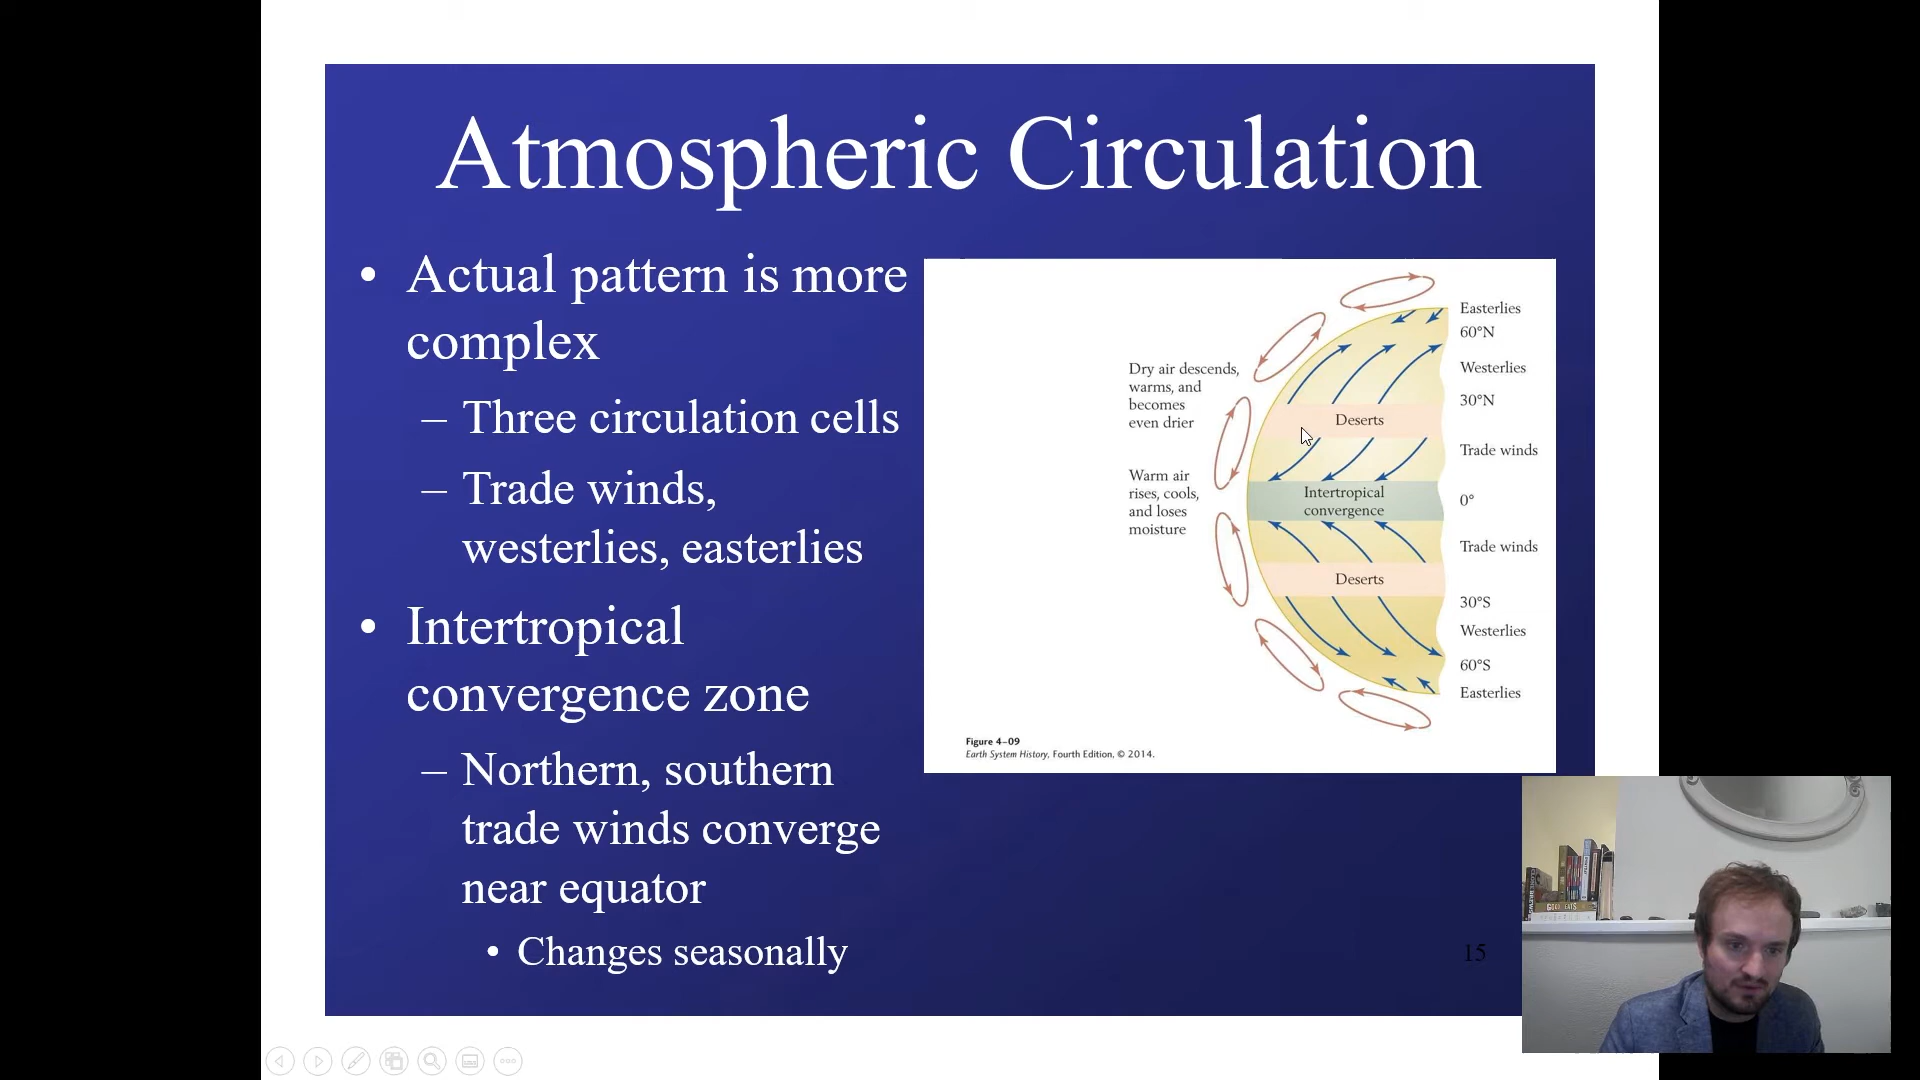 Atmospheric Circulation
• Actual pattern is more
complex
– Three circulation cells
– Trade winds,
westerlies, easterlies
• Intertropical
convergence zone
– Northern, southern
trade winds converge
near equator
• Changes seasonally
Dry air descends,
warms, and
becomes
even drier
Warm air
rises, cools,
and loses
moisture
Deserts
Intertropical
convergence
Deserts
Easterlies
60°N
Westerlies
30°N
Trade winds
0°
Trade winds
30°S
Westerlies
60°S
Easterlies
Figure 4–09
Earth System History, Fourth Edition, © 2014.
15
GOOD EATS